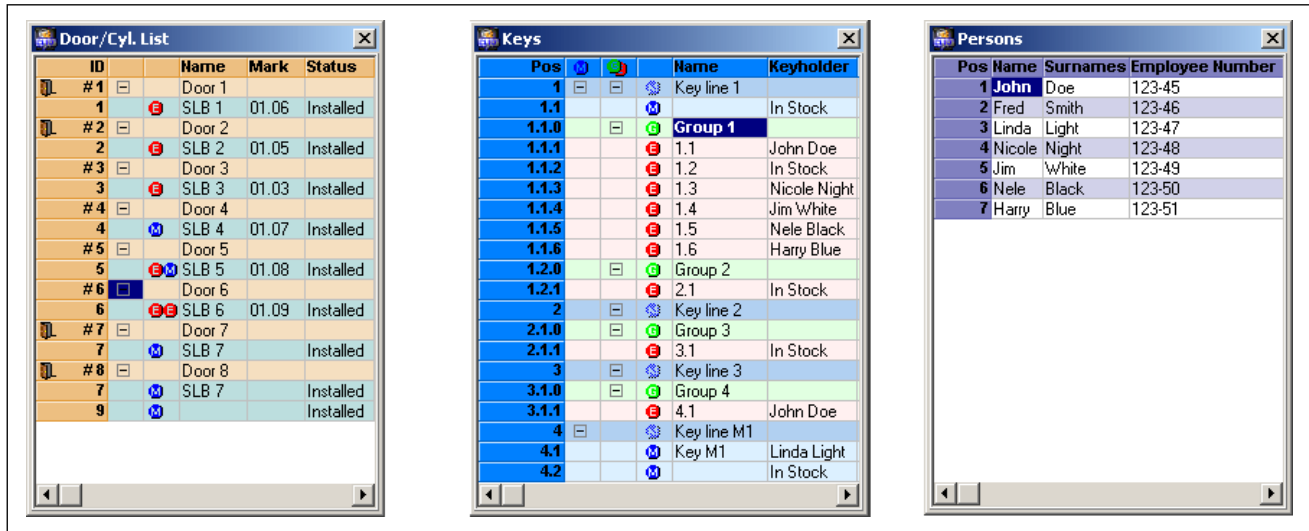 Door/Cyl. List
ID Name Mark Status
#1 Door 1
1 E SLB 1 01.06 Installed
#2 Door 2
2 E SLB 2 01.05 Installed
#3 Door 3
3 E SLB 3 01.03 Installed
#4 Door 4
4 M SLB 4 01.07 Installed
#5 Door 5
5 E M SLB 5 01.08 Installed
#6 Door 6
6 E E SLB 6 01.09 Installed
#7 Door 7
7 M SLB 7 Installed
#8 Door 8
7 M SLB 7 Installed
9 M Installed
Keys
Pos M Name Keyholder
1 S Key line 1
1.1 M In Stock
1.1.0 G Group 1
1.1.1 E 1.1 John Doe
1.1.2 E 1.2 In Stock
1.1.3 E 1.3 Nicole Night
1.1.4 E 1.4 Jim White
1.1.5 E 1.5 Nele Black
1.1.6 E 1.6 Harry Blue
1.2.0 G Group 2
1.2.1 E 2.1 In Stock
2 S Key line 2
2.1.0 G Group 3
2.1.1 E 3.1 In Stock
3 S Key line 3
3.1.0 G Group 4
3.1.1 E 4.1 John Doe
4 S Key line M1
4.1 M Key M1 Linda Light
4.2 M In Stock
Persons
Pos Name Surnames Employee Number
1 John Doe 123-45
2 Fred Smith 123-46
3 Linda Light 123-47
4 Nicole Night 123-48
5 Jim White 123-49
6 Nele Black 123-50
7 Harry Blue 123-51